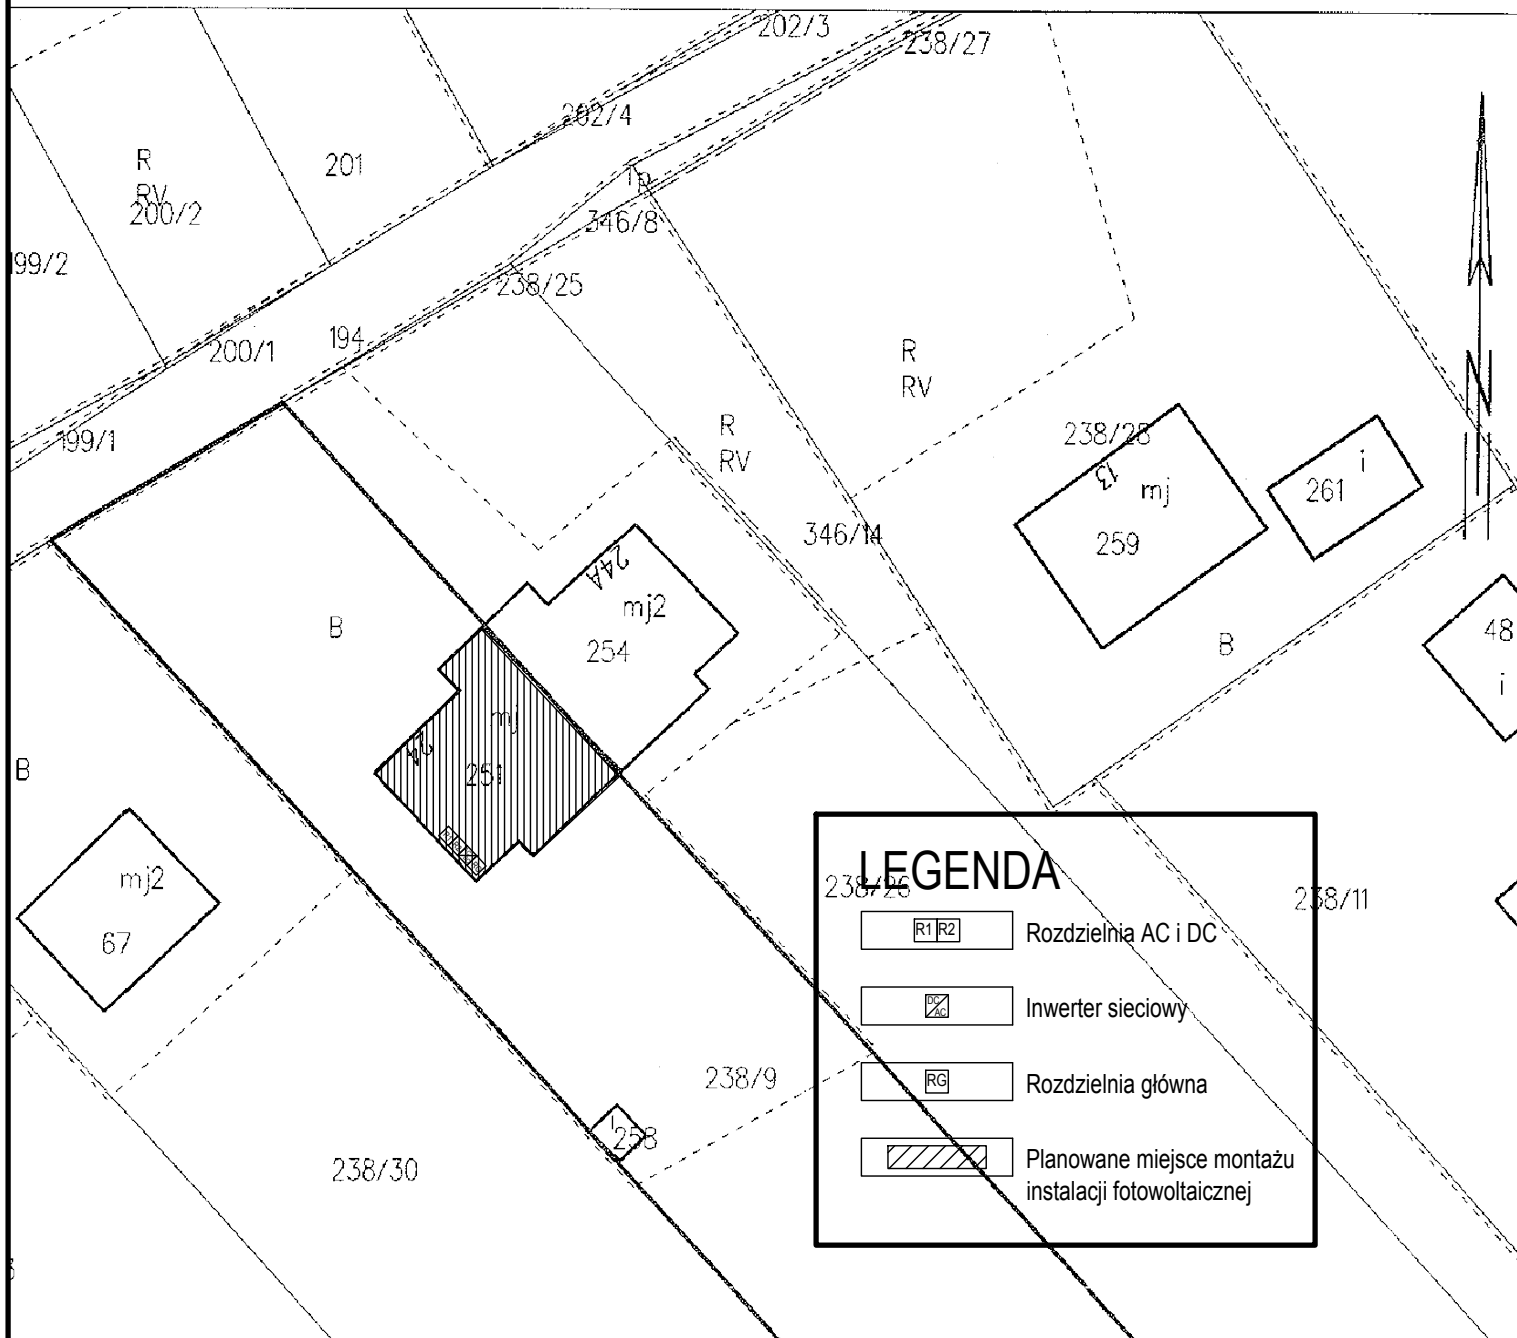 202/3
238/27
202/4
R
201
RV
200/2
346/8
199/2
238/25
194
200/1
R
RV
199/1
R
RV
238/28
13
mj
i
261
346/14
259
24A
mj2
B
254
48
B
i
mj
24
251
B
mj2
67
LEGENDA
238/26
238/11
R1 R2
Rozdzielnia AC i DC
DC
AC
Inwerter sieciowy
238/9
RG
Rozdzielnia główna
i
258
238/30
Planowane miejsce montażu
instalacji fotowoltaicznej
N